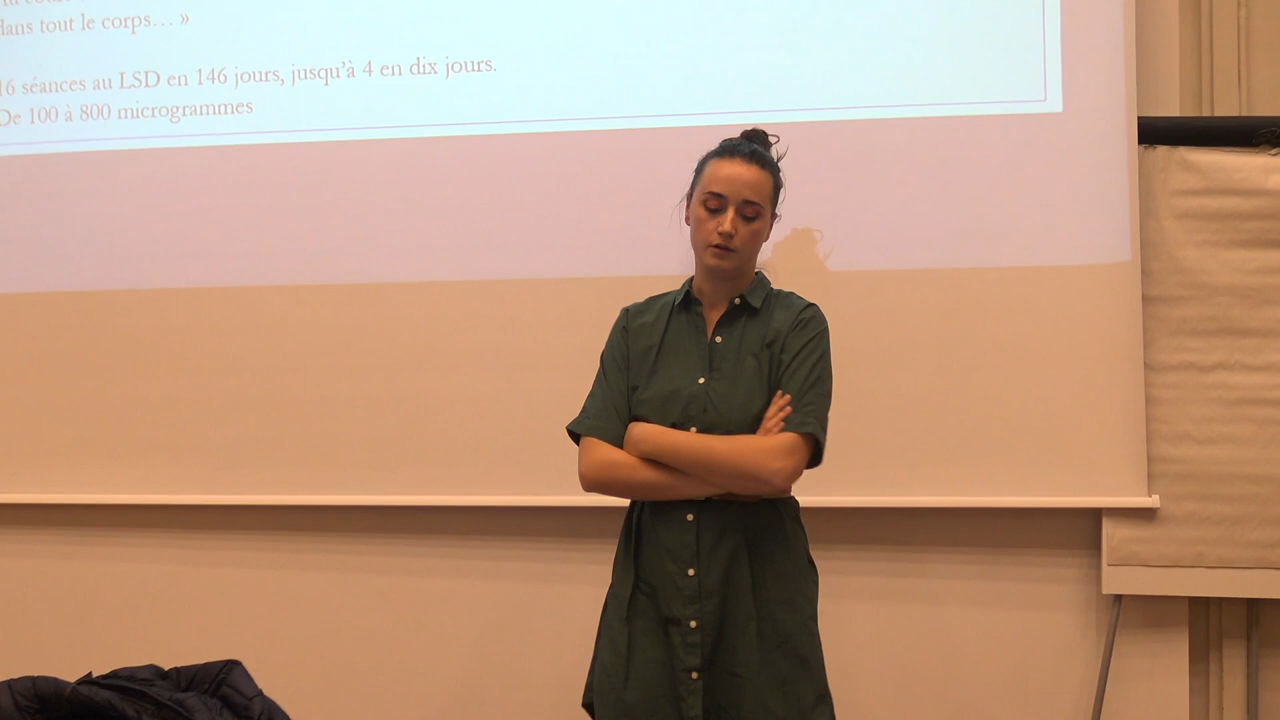 dans tout le corps… »
16 séances au LSD en 146 jours, jusqu'à 4 en dix jours.
De 100 à 800 microgrammes